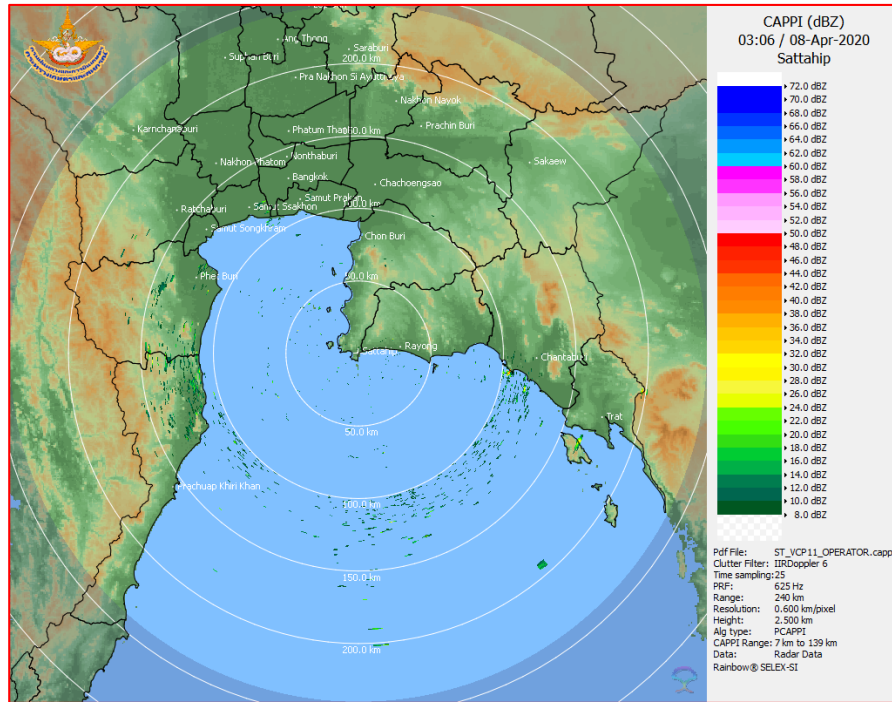 CAPPI (dBZ)
03:06 / 08-Apr-2020
Sattahip
72.0 dBZ
70.0 dBZ
68.0 dBZ
66.0 dBZ
64.0 dBZ
62.0 dBZ
60.0 dBZ
58.0 dBZ
56.0 dBZ
54.0 dBZ
52.0 dBZ
50.0 dBZ
48.0 dBZ
46.0 dBZ
44.0 dBZ
42.0 dBZ
40.0 dBZ
38.0 dBZ
36.0 dBZ
34.0 dBZ
32.0 dBZ
30.0 dBZ
28.0 dBZ
26.0 dBZ
24.0 dBZ
22.0 dBZ
20.0 dBZ
18.0 dBZ
16.0 dBZ
14.0 dBZ
12.0 dBZ
10.0 dBZ
8.0 dBZ
Pdf File: ST_VCP11_OPERATOR.capp
Clutter Filter: IIRDoppler 6
Time sampling: 25
PRF: 625 Hz
Range: 240 km
Resolution: 0.600 km/pixel
Height: 2.500 km
Alg type: PCAPPI
CAPPI Range: 7 km to 139 km
Data: Radar Data
Rainbow® SELEX-SI
Ang Thong
Saraburi
Suphan Buri
200.0 km
Pra Nakhon Si Ayutthaya
Nakhon Nayok
Karnchanaburi
Phatum
Prachin Buri
Nonthaburi
Nakhon Phatom
Sakaew
Bangkok
Chachoengsao
Samut Prakan
Ratchaburi
Samut Ssakhon
Samut Songkhram
Chon Buri
Phet Buri
50.0 km
Sattahip
Rayong
Chantaburi
Trat
50.0 km
Prachuap Khiri Khan
100.0 km
150.0 km
200.0 km